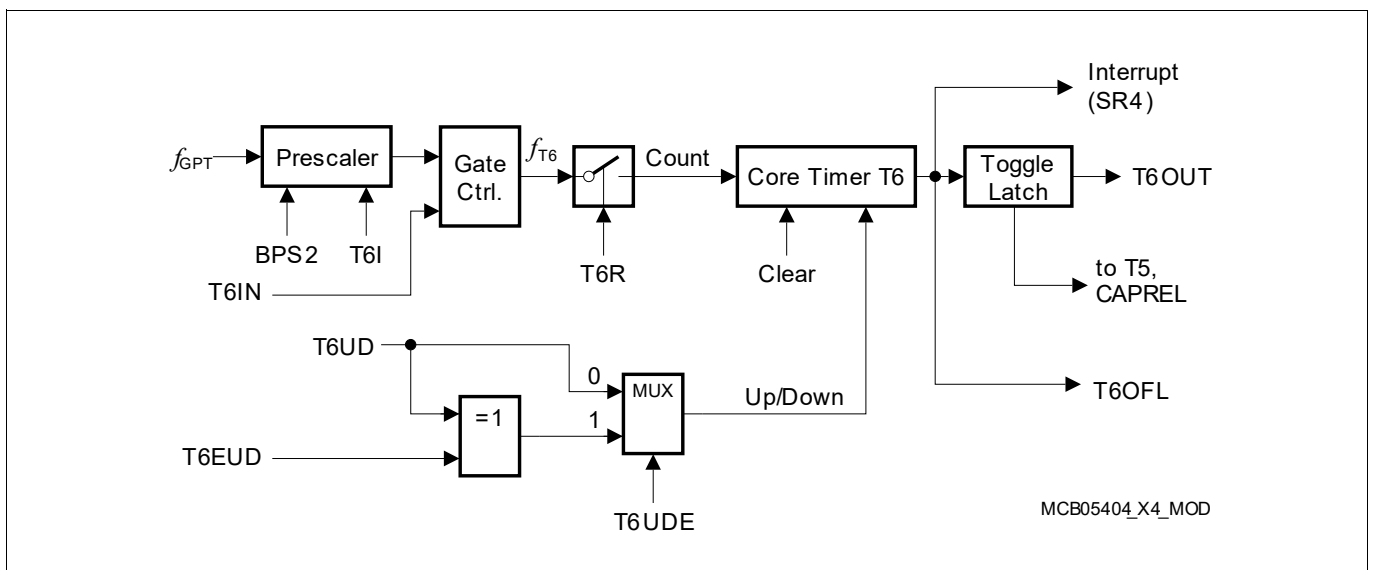 Interrupt
(SR4)
fGPT
Prescaler
Gate
Ctrl.
fT6
Count
Core Timer T6
Toggle
Latch
T6OUT
BPS2
T6I
T6IN
T6R
Clear
to T5,
CAPREL
T6UD
0
MUX
=1
1
Up/Down
T6OFL
T6EUD
T6UDE
MCB05404_X4_MOD